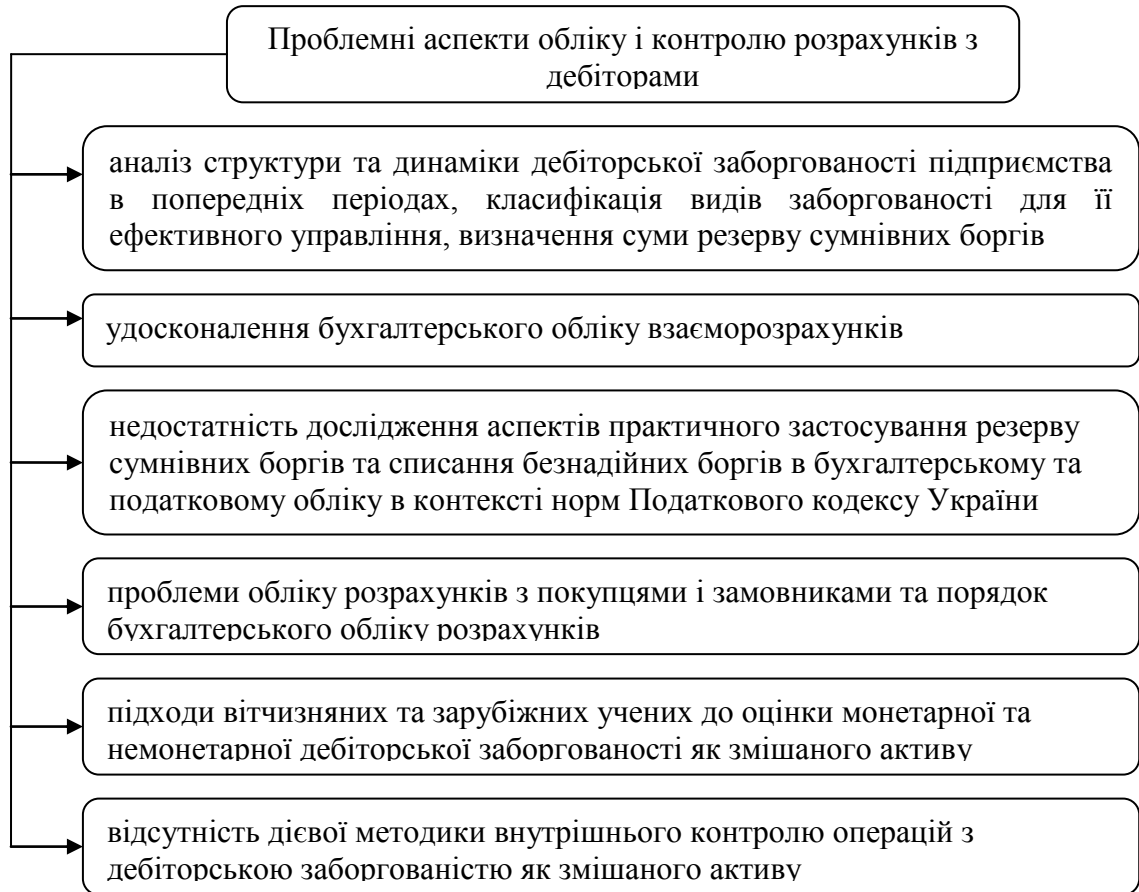 Проблемні аспекти обліку і контролю розрахунків з
дебіторами
аналіз структури та динаміки дебіторської заборгованості підприємства
в попередніх періодах, класифікація видів заборгованості для її
ефективного управління, визначення суми резерву сумнівних боргів
удосконалення бухгалтерського обліку взаєморозрахунків
недостатність дослідження аспектів практичного застосування резерву
сумнівних боргів та списання безнадійних боргів в бухгалтерському та
податковому обліку в контексті норм Податкового кодексу України
проблеми обліку розрахунків з покупцями і замовниками та порядок
бухгалтерського обліку розрахунків
підходи вітчизняних та зарубіжних учених до оцінки монетарної та
немонетарної дебіторської заборгованості як змішаного активу
відсутність дієвої методики внутрішнього контролю операцій з
дебіторською заборгованістю як змішаного активу